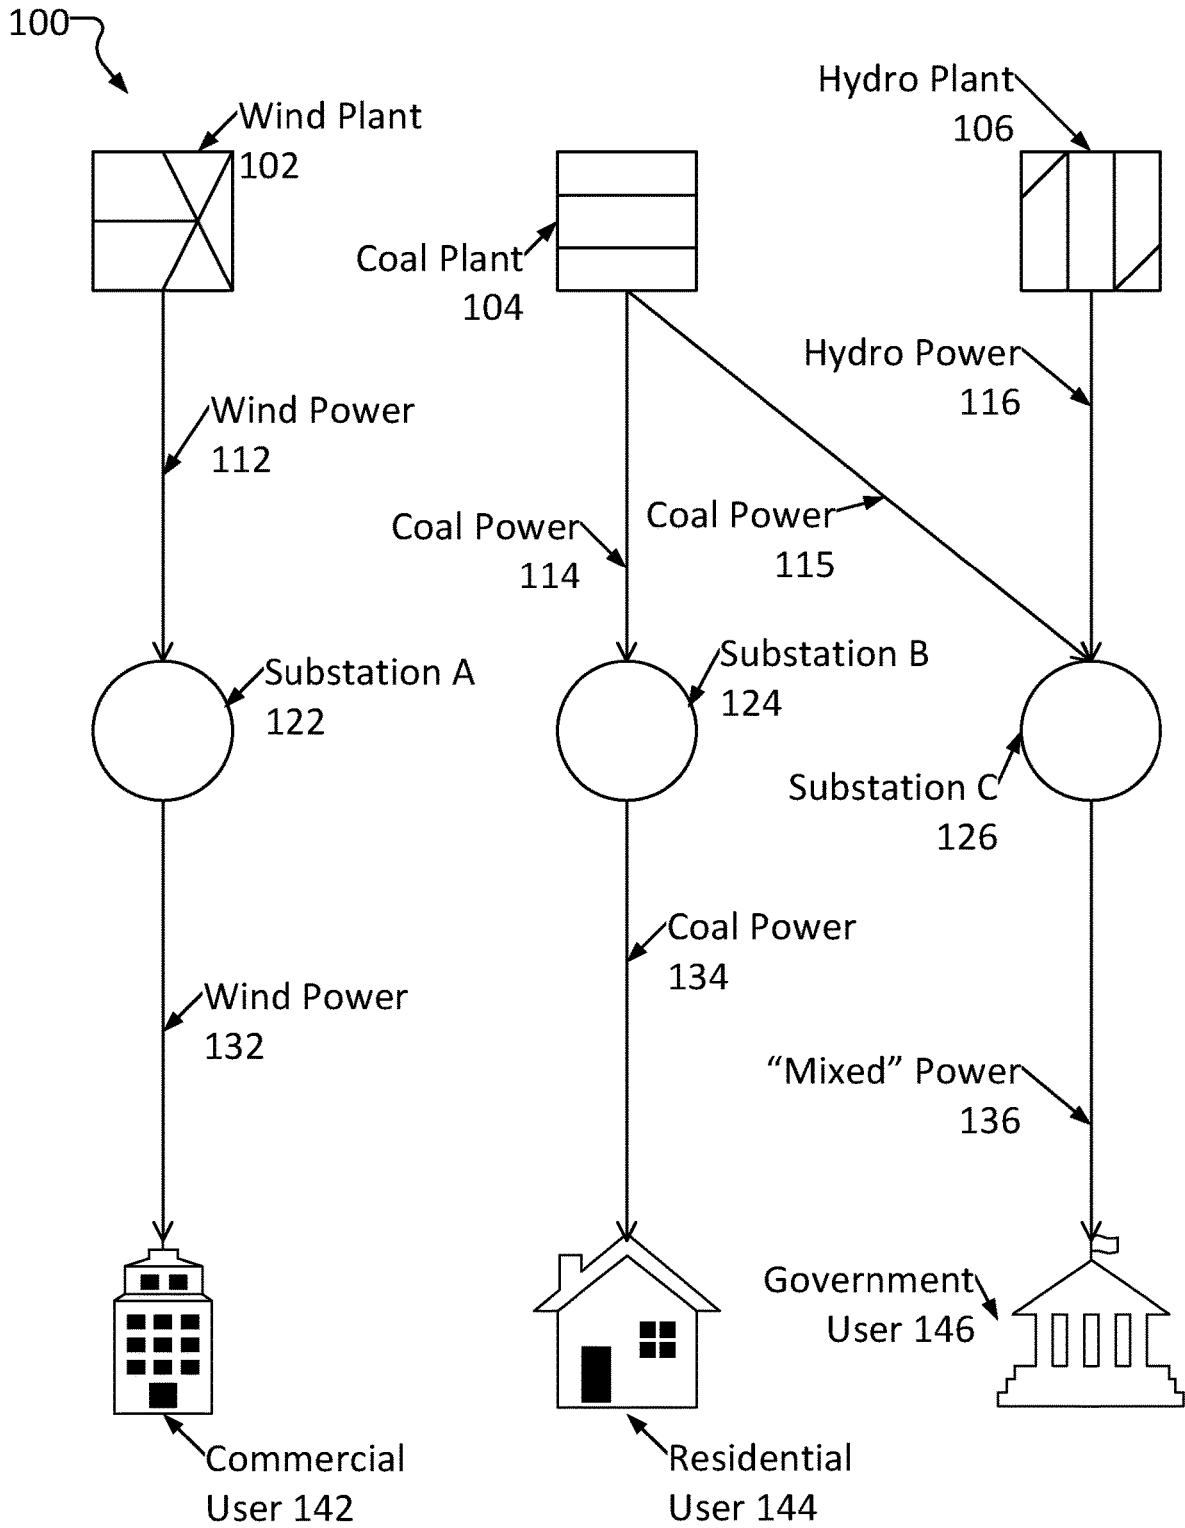 100
Wind Plant
102
Hydro Plant
106
Coal Plant
104
Hydro Power
116
Wind Power
112
Coal Power
114
Coal Power
115
Substation A
122
Substation B
124
Substation C
126
Coal Power
134
Wind Power
132
“Mixed” Power
136
Government
User 146
Commercial
User 142
Residential
User 144